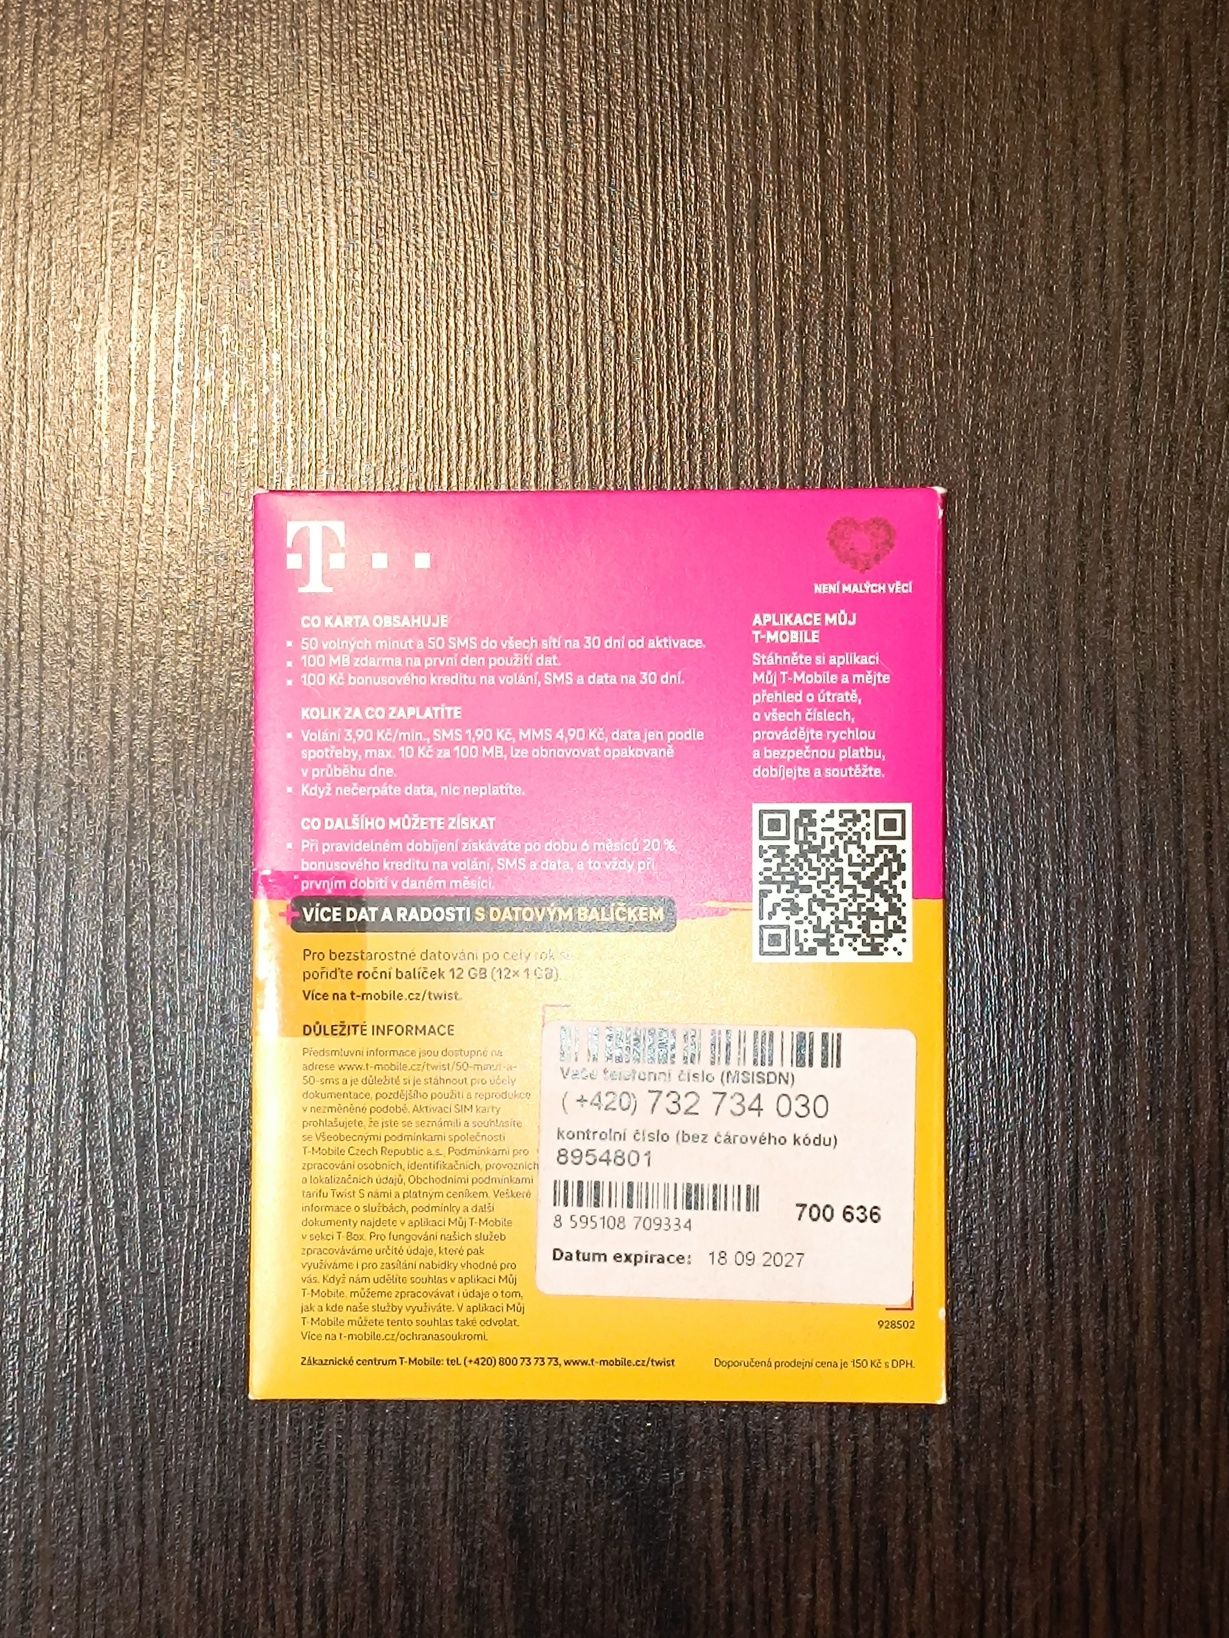 T
NENÍ MALÝCH VĚCÍ
CO KARTA OBSAHUJE
▪ 50 volných minut a 50 SMS do všech sítí na 30 dní od aktivace.
▪ 100 MB zdarma na první den použití dat.
▪ 100 Kč bonusového kreditu na volání, SMS a data na 30 dní.
KOLIK ZA CO ZAPLATÍTE
▪ Volání 3,90 Kč/min., SMS 1,90 Kč, MMS 4,90 Kč, data jen podle
spotřeby, max. 10 Kč za 100 MB, lze obnovovat opakovaně
v průběhu dne.
▪ Když nečerpáte data, nic neplatíte.
CO DALŠÍHO MŮŽETE ZÍSKAT
▪ Při pravidelném dobíjení získáváte po dobu 6 měsíců 20 %
bonusového kreditu na volání, SMS a data, a to vždy při
prvním dobití v daném měsíci.
APLIKACE MŮJ
T-MOBILE
Stáhněte si aplikaci
Můj T-Mobile a mějte
přehled o útratě,
o všech číslech,
provádějte rychlou
a bezpečnou platbu,
dobíjejte a soutěžte.
+ VÍCE DAT A RADOSTI S DATOVÝM BALÍČKEM
Pro bezstarostné datování po celý rok si
pořiďte roční balíček 12 GB (12× 1 GB).
Více na t-mobile.cz/twist.
DŮLEŽITÉ INFORMACE
Předsmluvní informace jsou dostupné na
adrese www.t-mobile.cz/twist/50-minut-a-
50-sms a je důležité si je stáhnout pro účely
dokumentace, pozdějšího použití a reprodukce
v nezměněné podobě. Aktivací SIM karty
prohlašujete, že jste se seznámili a souhlasíte
se Všeobecnými podmínkami společnosti
T-Mobile Czech Republic a.s., Podmínkami pro
zpracování osobních, identifikačních, provozních
a lokalizačních údajů, Obchodními podmínkami
tarifu Twist S námi a platným ceníkem. Veškeré
informace o službách, podmínky a další
dokumenty najdete v aplikaci Můj T-Mobile
v sekci T-Box. Pro fungování našich služeb
zpracováváme určité údaje, které pak
využíváme i pro zasílání nabídky vhodné pro
vás. Když nám udělíte souhlas v aplikaci Můj
T-Mobile, můžeme zpracovávat i údaje o tom,
jak a kde naše služby využíváte. V aplikaci Můj
T-Mobile můžete tento souhlas také odvolat.
Více na t-mobile.cz/ochranasoukromi.
Vaše telefonní číslo (MSISDN)
(+420) 732 734 030
kontrolní číslo (bez čárového kódu)
8954801
8 595108 709334
700 636
Datum expirace: 18 09 2027
928502
Zákaznické centrum T-Mobile: tel. (+420) 800 73 73 73, www.t-mobile.cz/twist
Doporučená prodejní cena je 150 Kč s DPH.